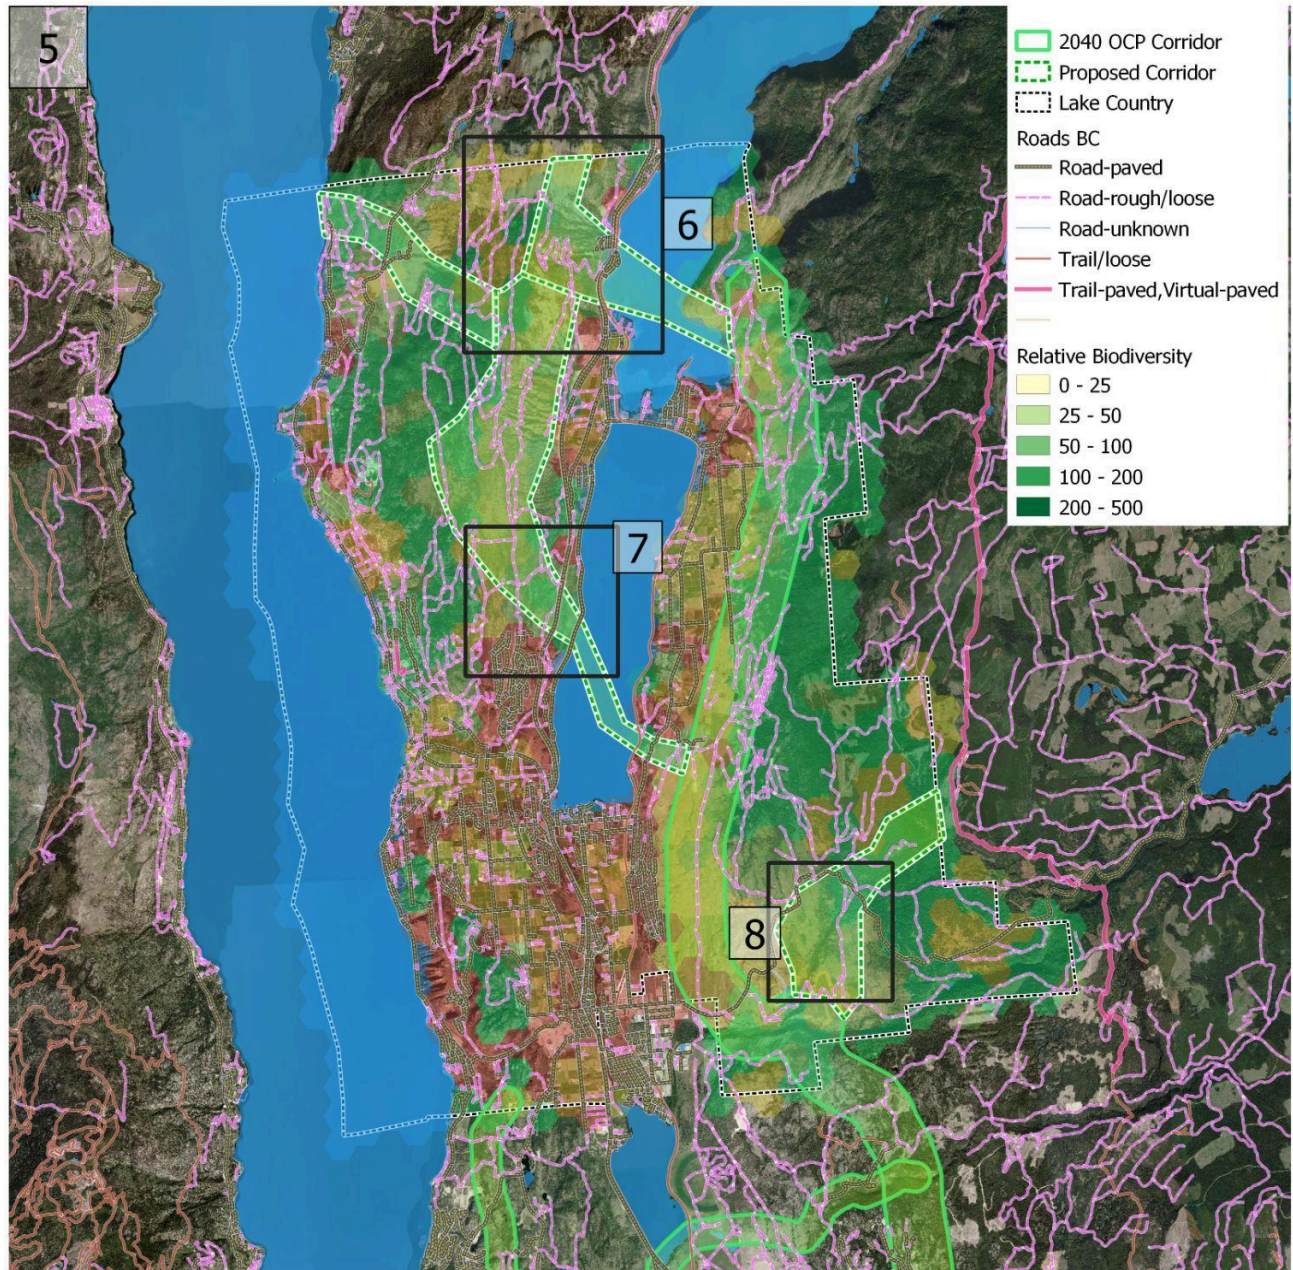 5
2040 OCP Corridor
Proposed Corridor
Lake Country
Roads BC
Road-paved
Road-rough/loose
Road-unknown
Trail/loose
Trail-paved,Virtual-paved
Relative Biodiversity
0 - 25
25 - 50
50 - 100
100 - 200
200 - 500
6
7
8